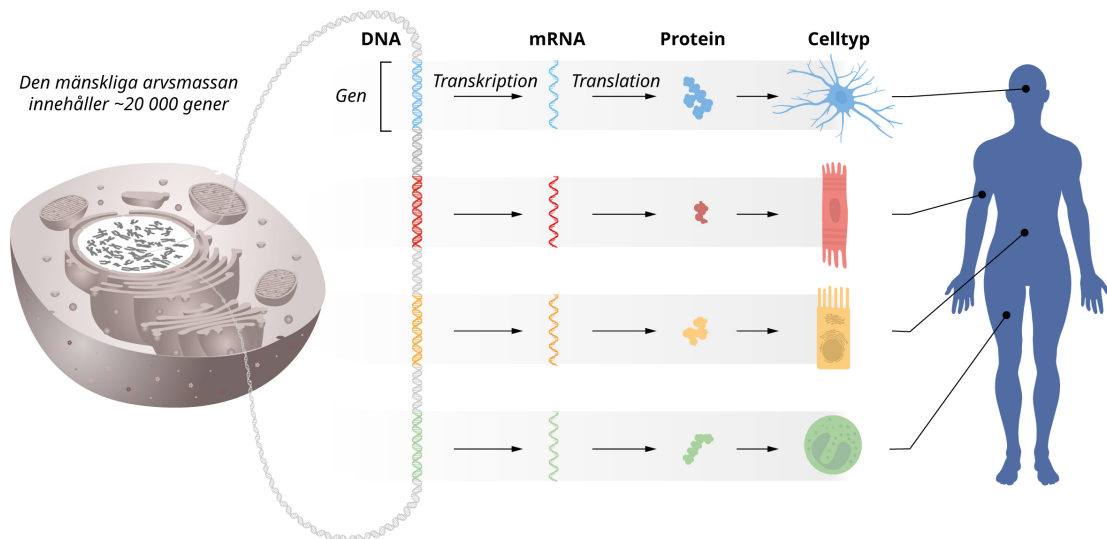 Den mänskliga arvsmassan
innehåller ~20 000 gener
DNA
mRNA
Protein
Celltyp
Gen
Transkription
Translation